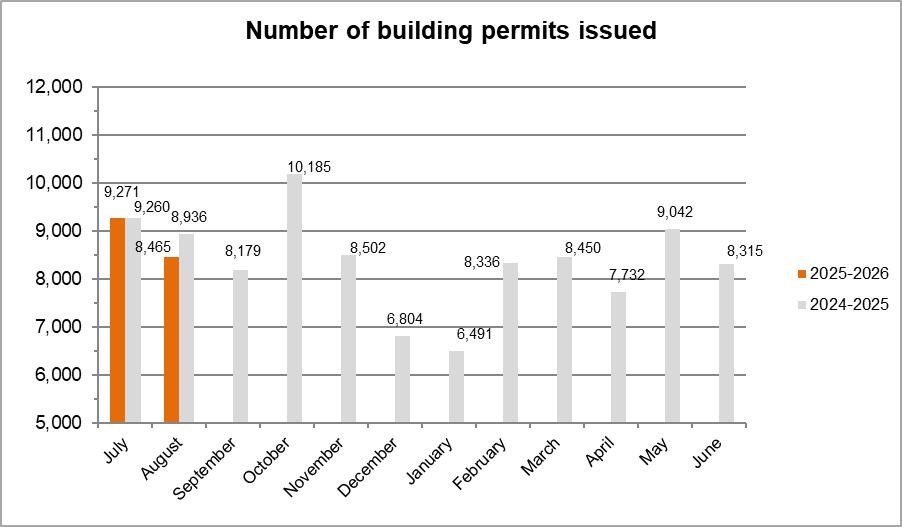 Number of building permits issued
12,000
11,000
10,000
9,000
8,000
7,000
6,000
5,000
9,271
9,260
8,465
8,936
8,179
10,185
8,502
6,804
6,491
8,336
8,450
7,732
9,042
8,315
July
August
September
October
November
December
January
February
March
April
May
June
2025-2026
2024-2025